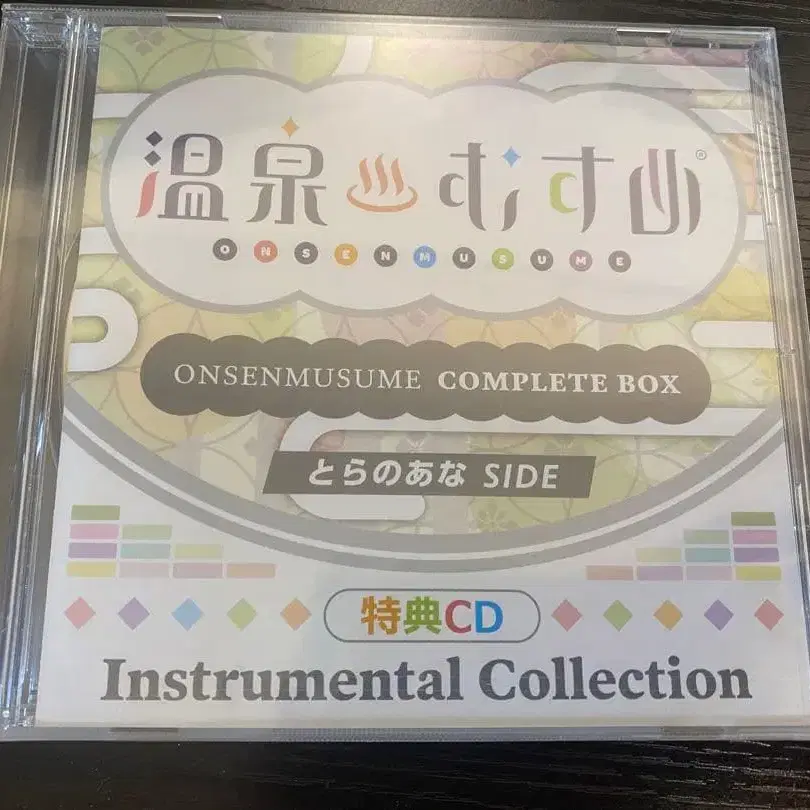 温泉♨むすめ®
ONSENMUSUME
ONSENMUSUME COMPLETE BOX
とらのあな SIDE
特典CD
Instrumental Collection